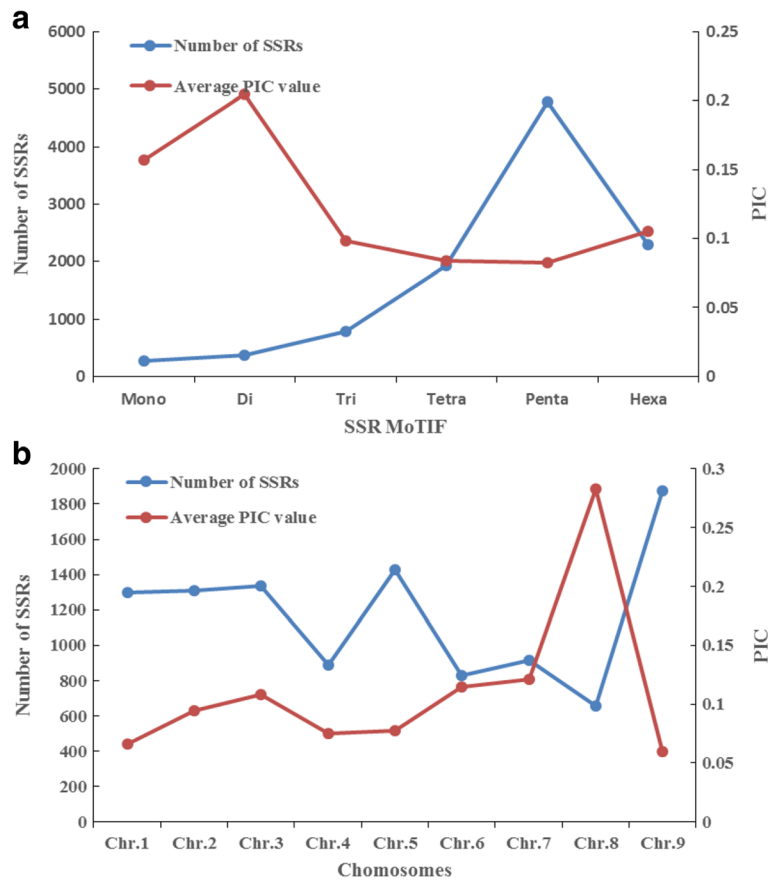 a
6000
5000
4000
3000
2000
1000
0
Number of SSRs
Number of SSRs
Average PIC value
0.25
0.2
0.15
0.1
0.05
0
PIC
Mono Di Tri Tetra Penta Hexa
SSR MoTIF
b
2000
1800
1600
1400
1200
1000
800
600
400
200
0
Number of SSRs
Number of SSRs
Average PIC value
0.3
0.25
0.2
0.15
0.1
0.05
0
PIC
Chr.1 Chr.2 Chr.3 Chr.4 Chr.5 Chr.6 Chr.7 Chr.8 Chr.9
Chomosomes